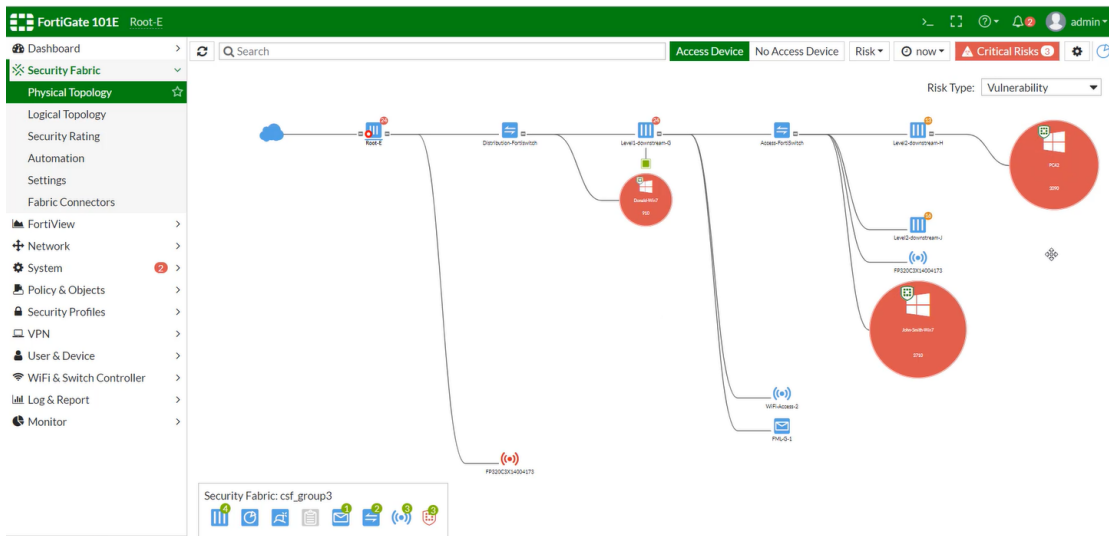 FortiGate 101E Root-E
>_ 2 admin
Dashboard
Search
Access Device No Access Device Risk now Critical Risks 3
Security Fabric
Physical Topology
Risk Type: Vulnerability
Logical Topology
Security Rating
Automation
Settings
Fabric Connectors
FortiView
Network
System 2
Policy & Objects
Security Profiles
VPN
User & Device
WiFi & Switch Controller
Log & Report
Monitor
Root-E
Distribution-Fortiswitch
Level1-downstream-G
Access-FortiSwitch
Level2-downstream-H
Level2-downstream-J
FP320C3X14004173
WiFi-Access-2
FML-G-1
FP320C3X14004173
Security Fabric: csf_group3
4 1 2 3 3